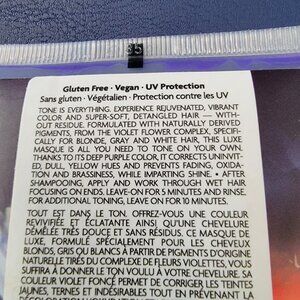 35
Gluten Free · Vegan · UV Protection
Sans gluten · Végétalien · Protection contre les UV
TONE IS EVERYTHING. EXPERIENCE REJUVENATED, VIBRANT
COLOR AND SUPER-SOFT, DETANGLED HAIR — WITH-
OUT RESIDUE. FORMULATED WITH NATURALLY DERIVED
PIGMENTS, FROM THE VIOLET FLOWER COMPLEX, SPECIFI-
CALLY FOR BLONDE, GRAY AND WHITE HAIR, THIS LUXE
MASQUE IS ALL YOU NEED TO TONE ON YOUR OWN.
THANKS TO ITS DEEP PURPLE COLOR, IT CORRECTS UNINVIT-
ED, DULL, YELLOW HUES AND PREVENTS FADING, OXIDA-
TION AND BRASSINESS, WHILE IMPARTING SHINE. • AFTER
SHAMPOOING, APPLY AND WORK THROUGH WET HAIR
FOCUSING ON ENDS. LEAVE-ON FOR 5 MINUTES AND RINSE.
FOR ADDITIONAL TONING, LEAVE ON FOR 10 MINUTES.
TOUT EST DANS LE TON. OFFREZ-VOUS UNE COULEUR
REVIVIFIÉE ET ÉCLATANTE AINSI QU'UNE CHEVELURE
DÉMÊLÉE TRÈS DOUCE ET SANS RÉSIDUS. CE MASQUE DE
LUXE, FORMULÉ SPÉCIALEMENT POUR LES CHEVEUX
BLONDS, GRIS OU BLANCS À PARTIR DE PIGMENTS D'ORIGINE
NATURELLE TIRÉS DU COMPLEXE DE FLEURS VIOLETTES, VOUS
SUFFIRA À DONNER LE TON VOULU À VOTRE CHEVELURE. SA
COULEUR VIOLET FONCÉ PERMET DE CORRIGER LES TEINTES
JAUNES, TERNES ET INDÉSIRABLES TOUT EN PRÉVENANT LA